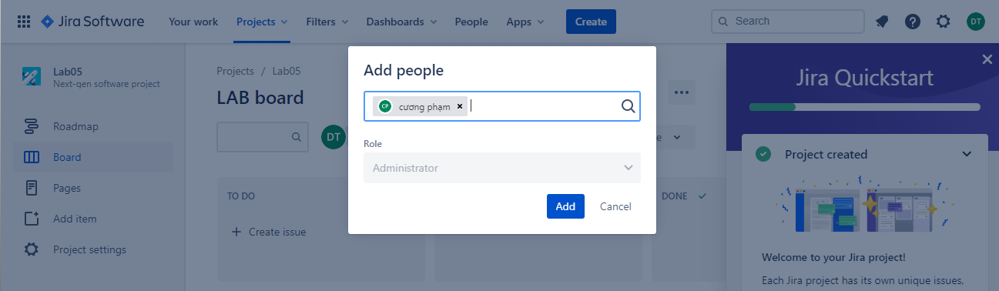 Jira Software
Your work
Projects
Filters
Dashboards
People
Apps
Create
Search
DT
Lab05
Next-gen software project
Roadmap
Board
Pages
Add item
Project settings
Projects / Lab05
LAB board
DT
TO DO
Create issue
DONE
Add people
CP cương phạm
Role
Administrator
Add
Cancel
Jira Quickstart
Project created
Welcome to your Jira project!
Each Jira project has its own unique issues,